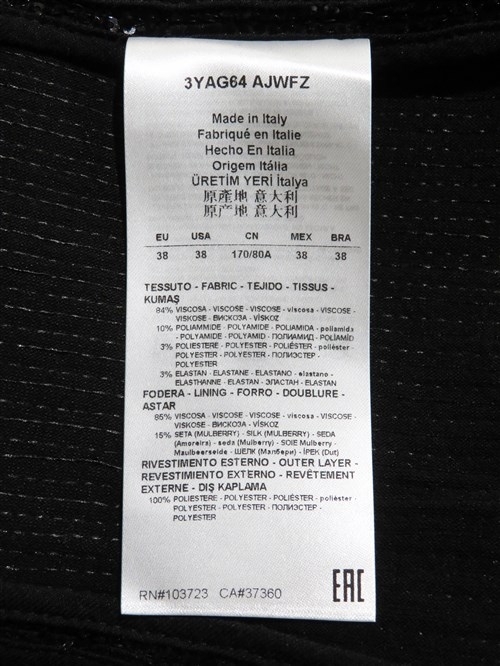 3YAG64 AJWFZ
Made in Italy
Fabriqué en Italie
Hecho En Italia
Origem Itália
ÜRETİM YERİ İtalya
原產地 意大利
原产地 意大利
EU USA CN MEX BRA
38 38 170/80A 38 38
TESSUTO - FABRIC - TEJIDO - TISSUS -
KUMAŞ
84% VISCOSA - VISCOSE - VISCOSE - viscosa - VISCOSE -
VISKOSE - ВИСКОЗА - VİSKOZ
10% POLIAMMIDE - POLYAMIDE - POLIAMIDA - poliamida
- POLYAMIDE - POLYAMID - ПОЛИАМИД - POLİAMİD
3% POLIESTERE - POLYESTER - POLIÉSTER - poliéster -
POLYESTER - POLYESTER - ПОЛИЭСТЕР -
POLYESTER
3% ELASTAN - ELASTANE - ELASTANO - elastano -
ELASTHANNE - ELASTAN - ЭЛАСТАН - ELASTAN
FODERA - LINING - FORRO - DOUBLURE -
ASTAR
85% VISCOSA - VISCOSE - VISCOSE - viscosa - VISCOSE -
VISKOSE - ВИСКОЗА - VİSKOZ
15% SETA (MULBERRY) - SILK (MULBERRY) - SEDA
(Amoreira) - seda (Mulberry) - SOIE Mulberry -
Maulbeerseide - ШЕЛК (Малбери) - İPEK (Dut)
RIVESTIMENTO ESTERNO - OUTER LAYER -
REVESTIMIENTO EXTERNO - REVÊTEMENT
EXTERNE - DIŞ KAPLAMA
100% POLIESTERE - POLYESTER - POLIÉSTER - poliéster -
POLYESTER - POLYESTER - ПОЛИЭСТЕР -
POLYESTER
RN#103723 CA#37360 EAC